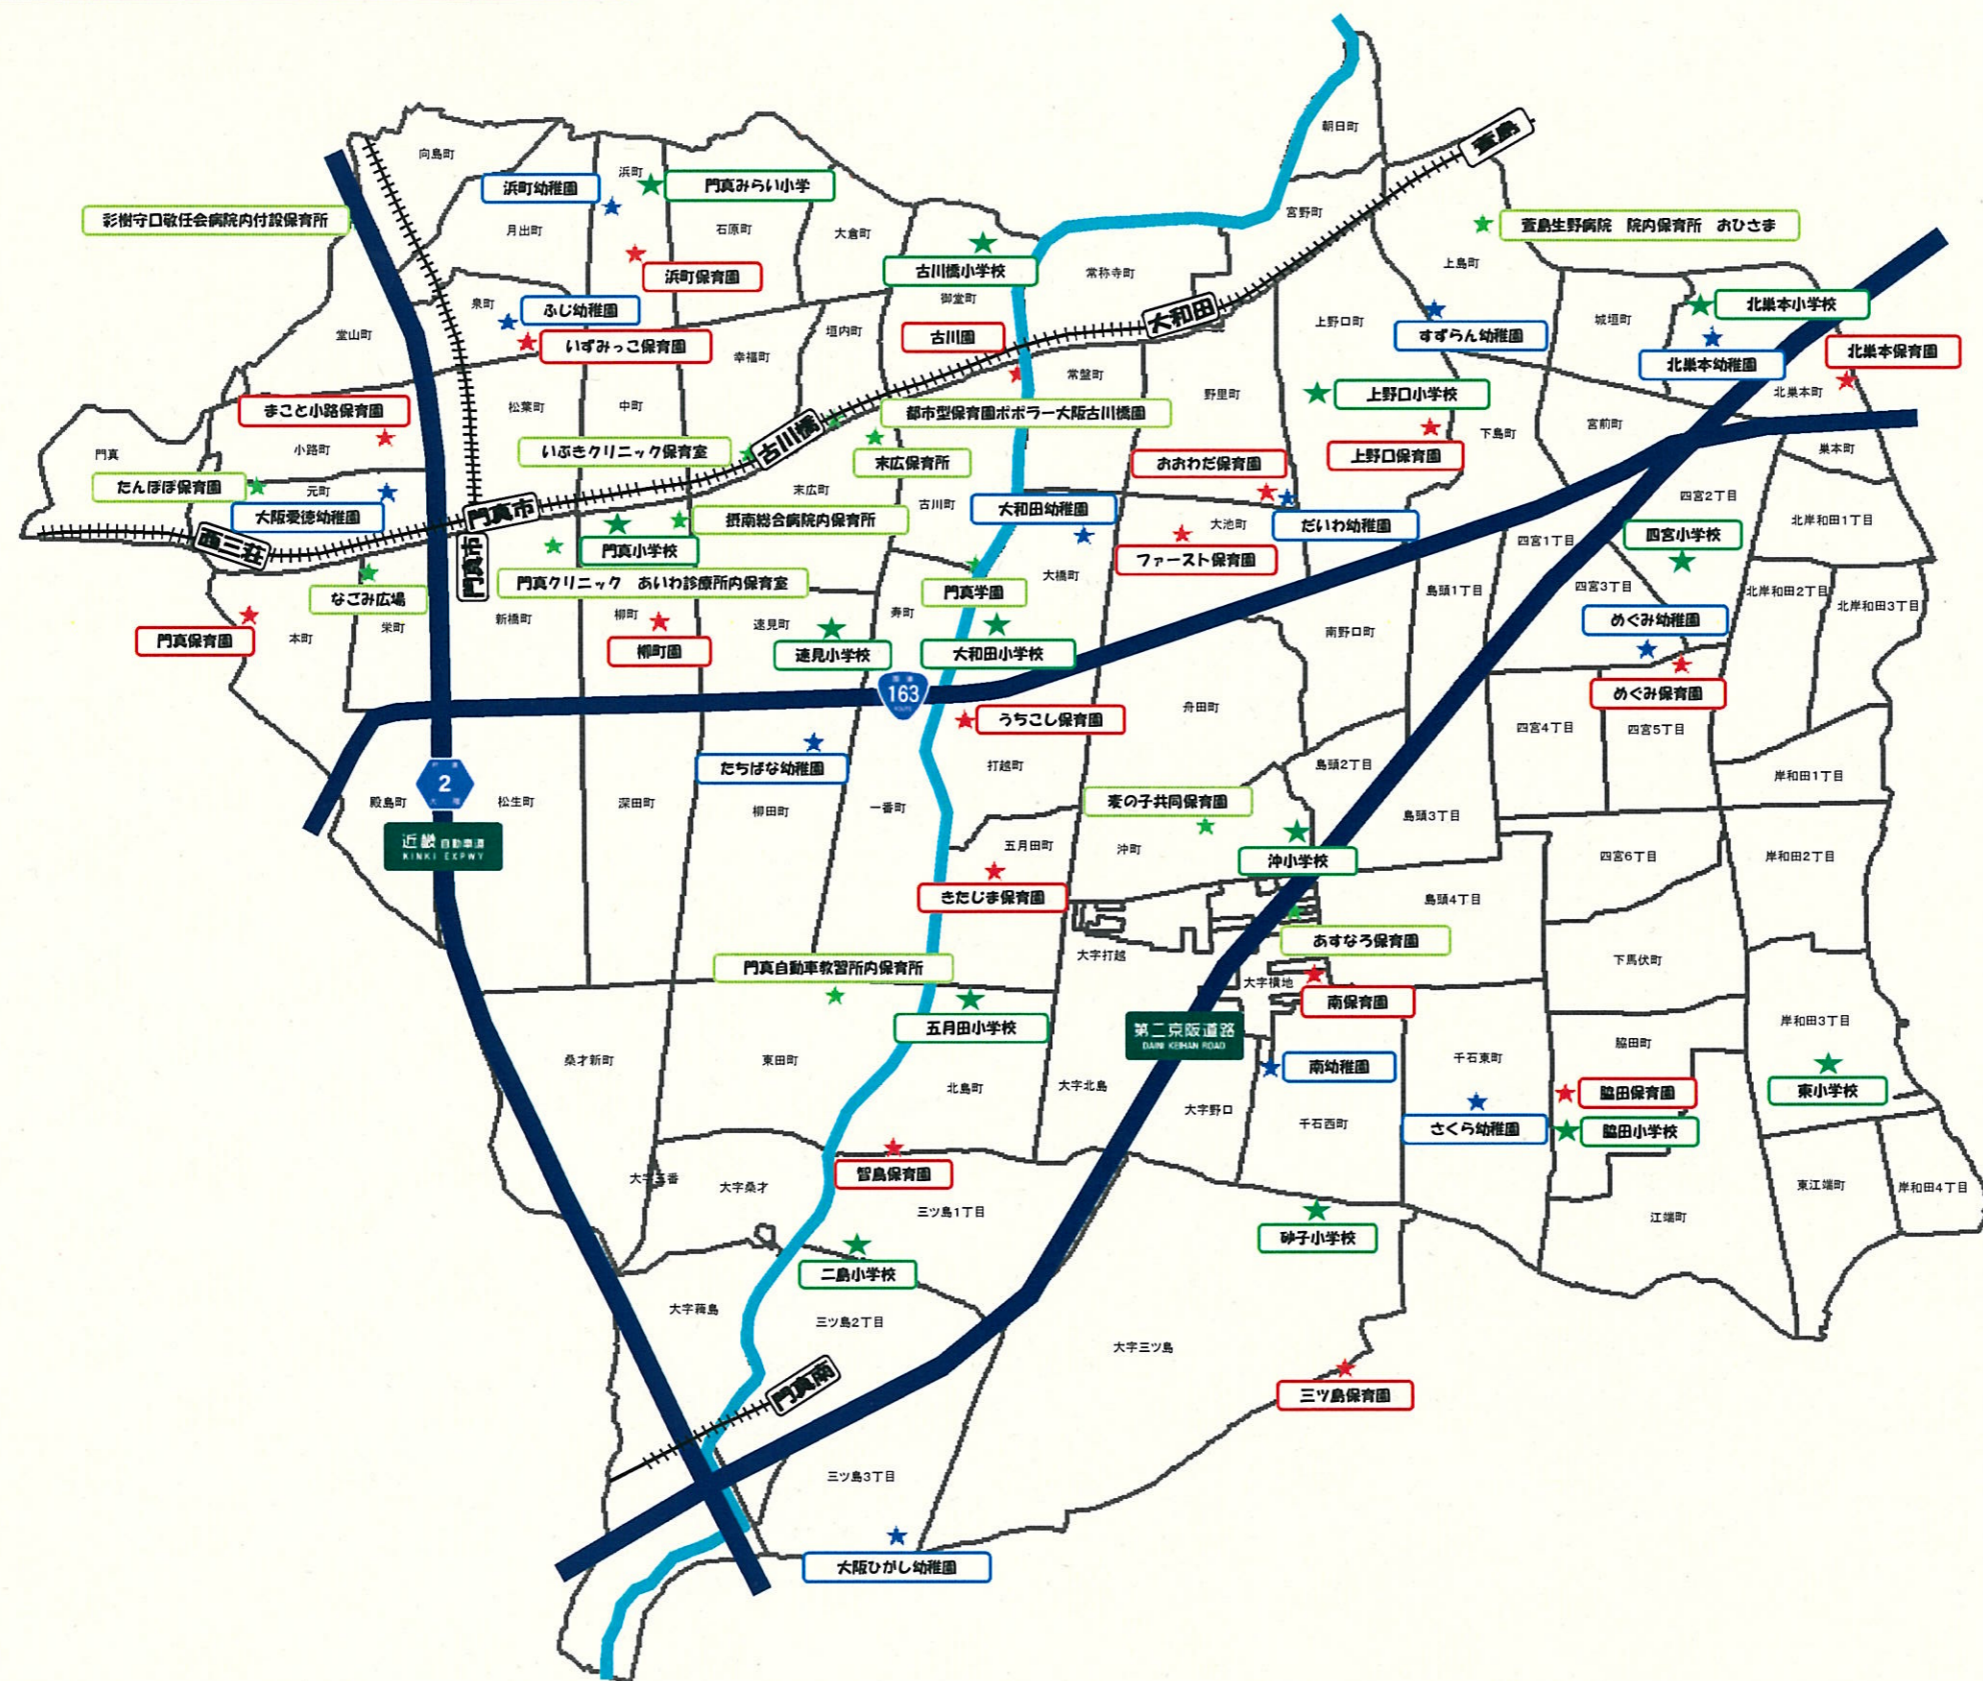 朝日町
萱島
向島町
浜町
浜町幼稚園
門真みらい小学
彩樹守口敬任会病院内付設保育所
月出町
石原町
大倉町
宮野町
萱島生野病院　院内保育所　おひさま
古川橋小学校
常称寺町
上島町
浜町保育園
泉町
ふじ幼稚園
御堂町
北巣本小学校
堂山町
いずみっこ保育園
幸福町
垣内町
古川園
大和田
上野口町
すずらん幼稚園
城垣町
北巣本幼稚園
北巣本保育園
常盤町
野里町
上野口小学校
北巣本町
まこと小路保育園
松葉町
中町
都市型保育園ポポラー大阪古川橋園
宮前町
下島町
小路町
いぶきクリニック保育室
古川橋
末広保育所
おおわだ保育園
上野口保育園
巣本町
門真
たんぽぽ保育園
元町
末広町
古川町
四宮2丁目
大阪愛徳幼稚園
門真市
摂南総合病院内保育所
大和田幼稚園
大池町
だいわ幼稚園
北岸和田1丁目
西三荘
門真市
門真小学校
ファースト保育園
四宮1丁目
四宮小学校
門真クリニック　あいわ診療所内保育室
門真学園
大橋町
島頭1丁目
四宮3丁目
北岸和田2丁目
北岸和田3丁目
なごみ広場
栄町
新橋町
柳町
速見町
寿町
南野口町
めぐみ幼稚園
門真保育園
本町
柳町園
速見小学校
大和田小学校
163
めぐみ保育園
うちこし保育園
舟田町
四宮4丁目
四宮5丁目
たちばな幼稚園
打越町
島頭2丁目
岸和田1丁目
2
殿島町
松生町
深田町
柳田町
一番町
麦の子共同保育園
島頭3丁目
近畿自動車道
KINKI EXPWY
五月田町
沖町
沖小学校
四宮6丁目
岸和田2丁目
きたじま保育園
島頭4丁目
あすなろ保育園
大字打越
下馬伏町
門真自動車教習所内保育所
大字横地
南保育園
五月田小学校
第二京阪道路
DAINI KEIHAN ROAD
岸和田3丁目
脇田町
桑才新町
東田町
北島町
大字北島
南幼稚園
千石東町
脇田保育園
東小学校
大字野口
千石西町
さくら幼稚園
脇田小学校
智鳥保育園
大字桑才
東江端町
岸和田4丁目
三ツ島1丁目
江端町
砂子小学校
二島小学校
大字薭島
三ツ島2丁目
大字三ツ島
門真南
三ツ島保育園
三ツ島3丁目
大阪ひがし幼稚園